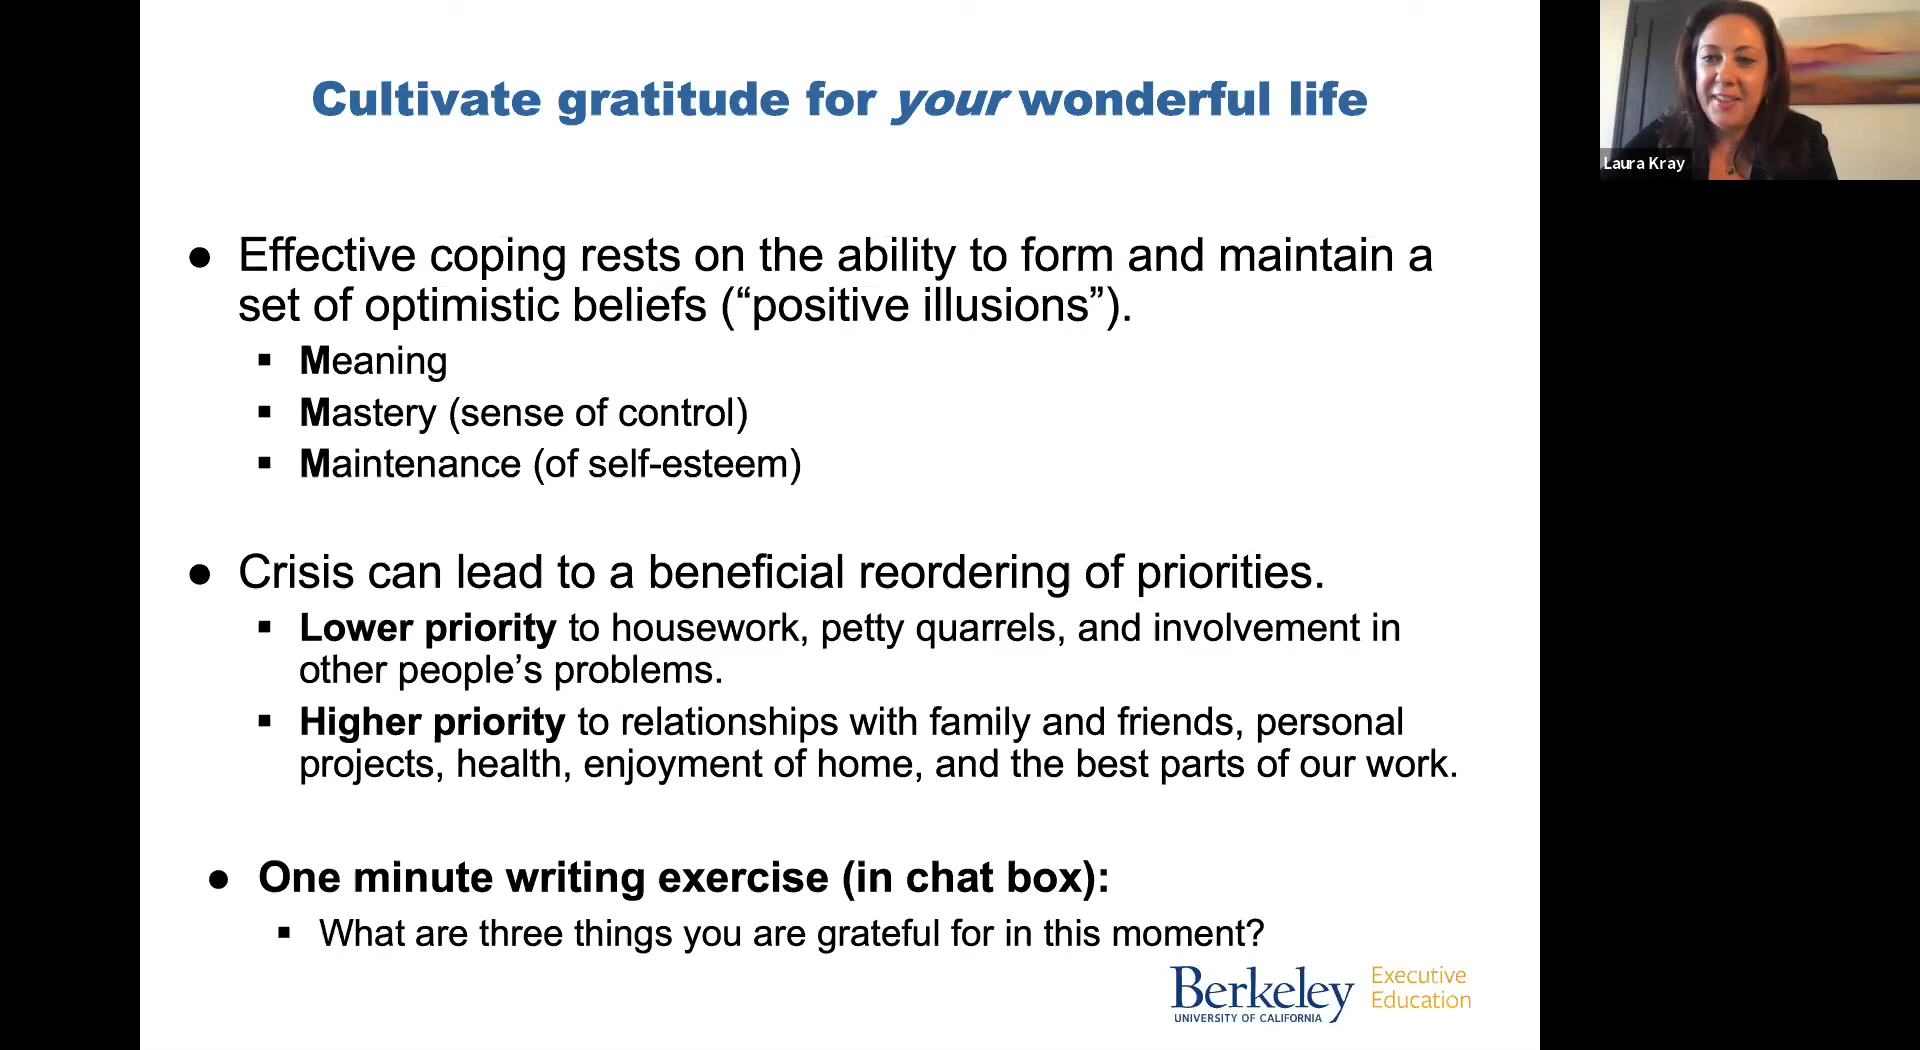 Cultivate gratitude for your wonderful life
Laura Kray
● Effective coping rests on the ability to form and maintain a
set of optimistic beliefs (“positive illusions”).
▪ Meaning
▪ Mastery (sense of control)
▪ Maintenance (of self-esteem)
● Crisis can lead to a beneficial reordering of priorities.
▪ Lower priority to housework, petty quarrels, and involvement in
other people’s problems.
▪ Higher priority to relationships with family and friends, personal
projects, health, enjoyment of home, and the best parts of our work.
● One minute writing exercise (in chat box):
▪ What are three things you are grateful for in this moment?
Berkeley
UNIVERSITY OF CALIFORNIA
Executive
Education